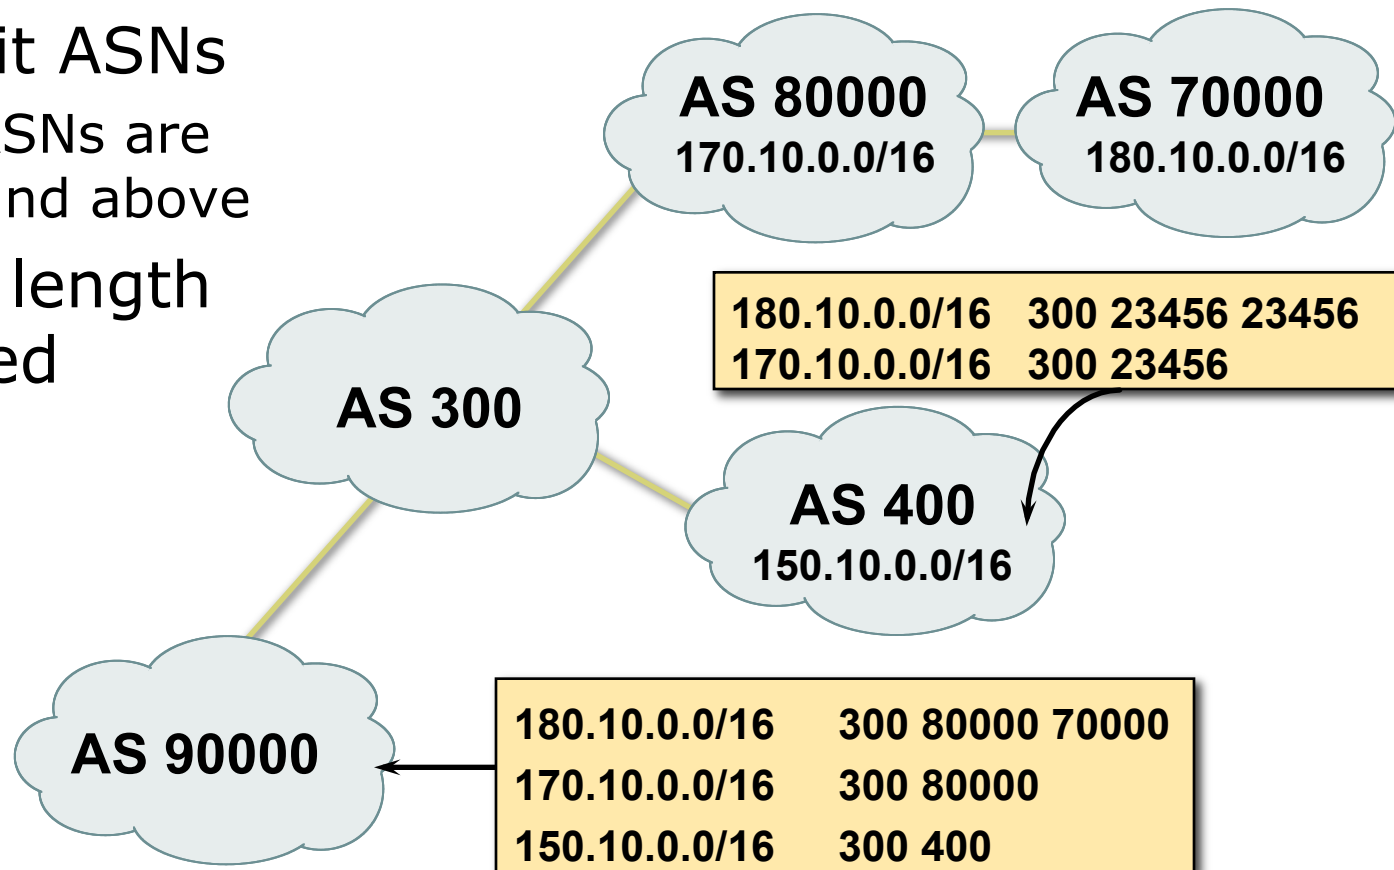 it ASNs
ASNs are
nd above
length
ed
AS 80000
170.10.0.0/16
AS 70000
180.10.0.0/16
180.10.0.0/16 300 23456 23456
170.10.0.0/16 300 23456
AS 300
AS 400
150.10.0.0/16
AS 90000
180.10.0.0/16 300 80000 70000
170.10.0.0/16 300 80000
150.10.0.0/16 300 400